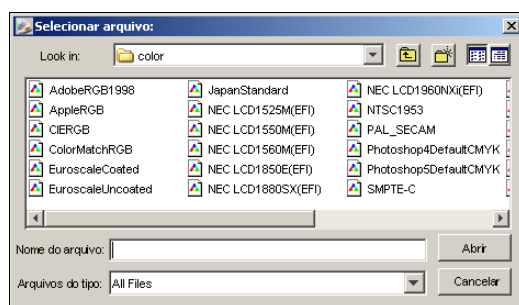 Selecionar arquivo:
Look in: color
AdobeRGB1998
AppleRGB
CIERGB
ColorMatchRGB
EuroscaleCoated
EuroscaleUncoated
JapanStandard
NEC LCD1525M(EFI)
NEC LCD1550M(EFI)
NEC LCD1560M(EFI)
NEC LCD1850E(EFI)
NEC LCD1880SX(EFI)
NEC LCD1960NXi(EFI)
NTSC1953
PAL_SECAM
Photoshop4DefaultCMYK
Photoshop5DefaultCMYK
SMPTE-C
Nome do arquivo: Abrir
Arquivos do tipo: All Files Cancelar